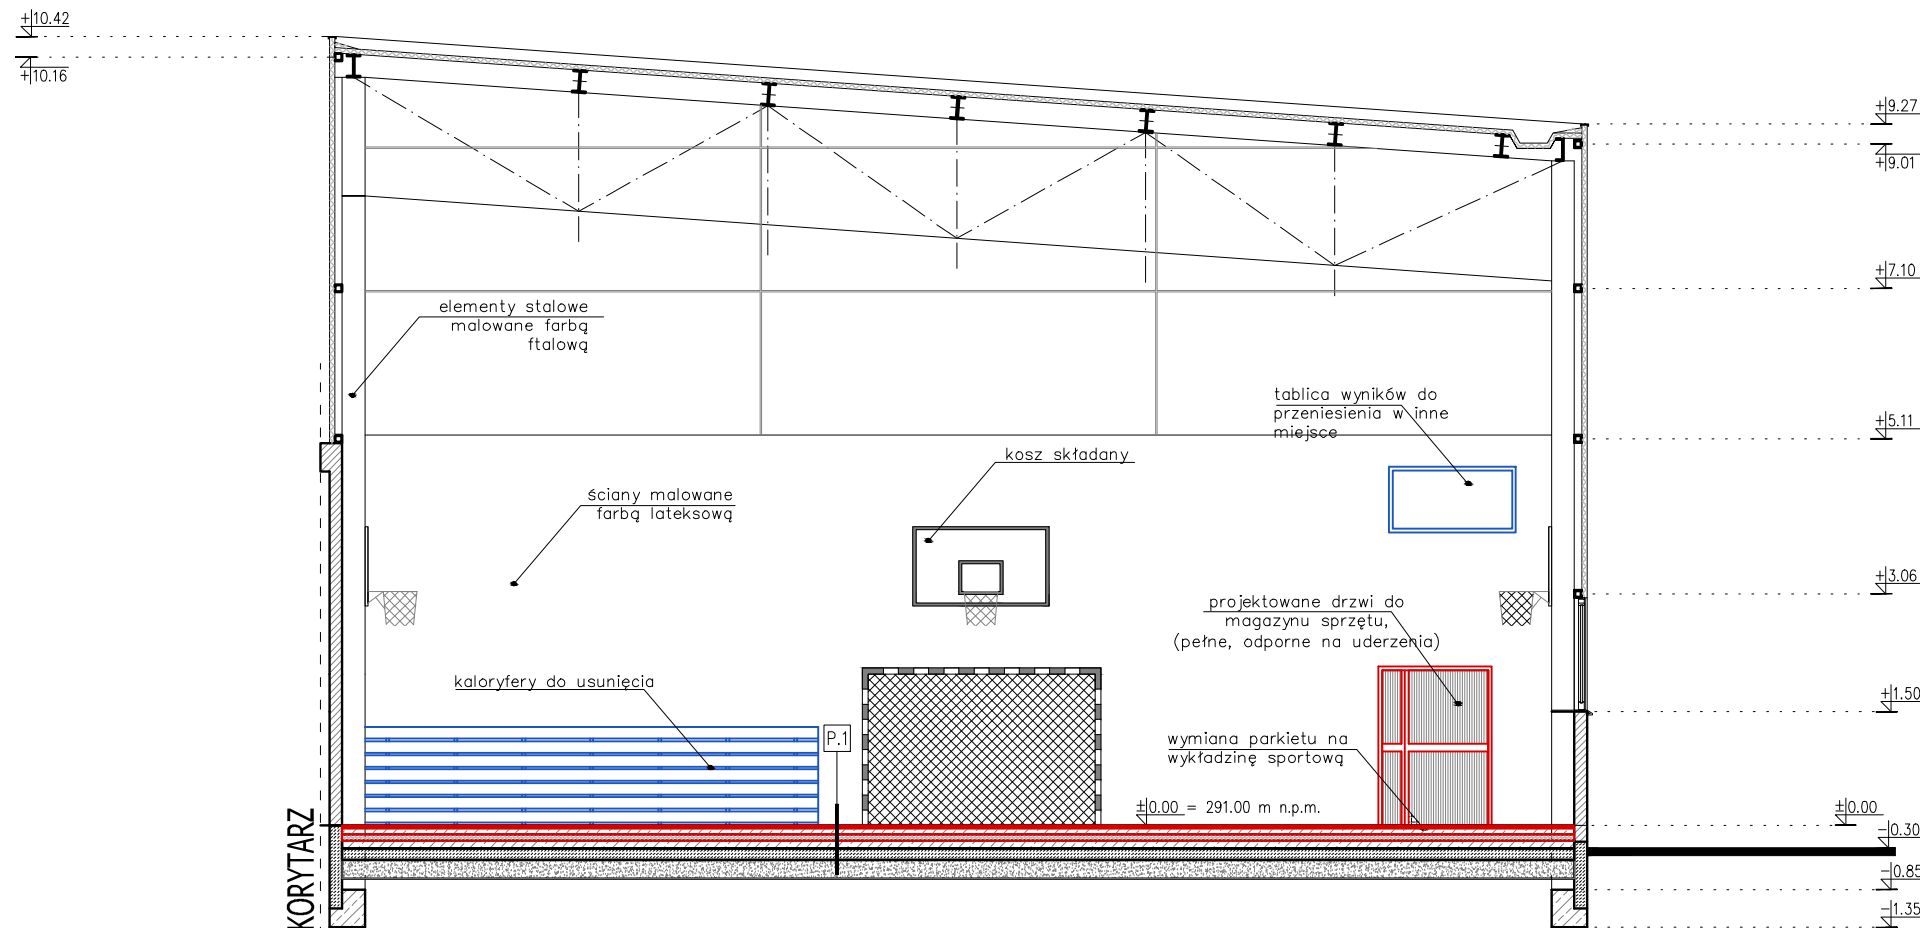 +10.42
+10.16
+9.27
+9.01
+7.10
elementy stalowe
malowane farbą
ftalową
tablica wyników do
przeniesienia w inne
miejsce
+5.11
kosz składany
ściany malowane
farbą lateksową
+3.06
projektowane drzwi do
magazynu sprzętu,
(pełne, odporne na uderzenia)
kaloryfery do usunięcia
+1.50
P.1
wymiana parkietu na
wykładzinę sportową
±0.00 = 291.00 m n.p.m.
±0.00
-0.30
-0.85
-1.35
KORYTARZ